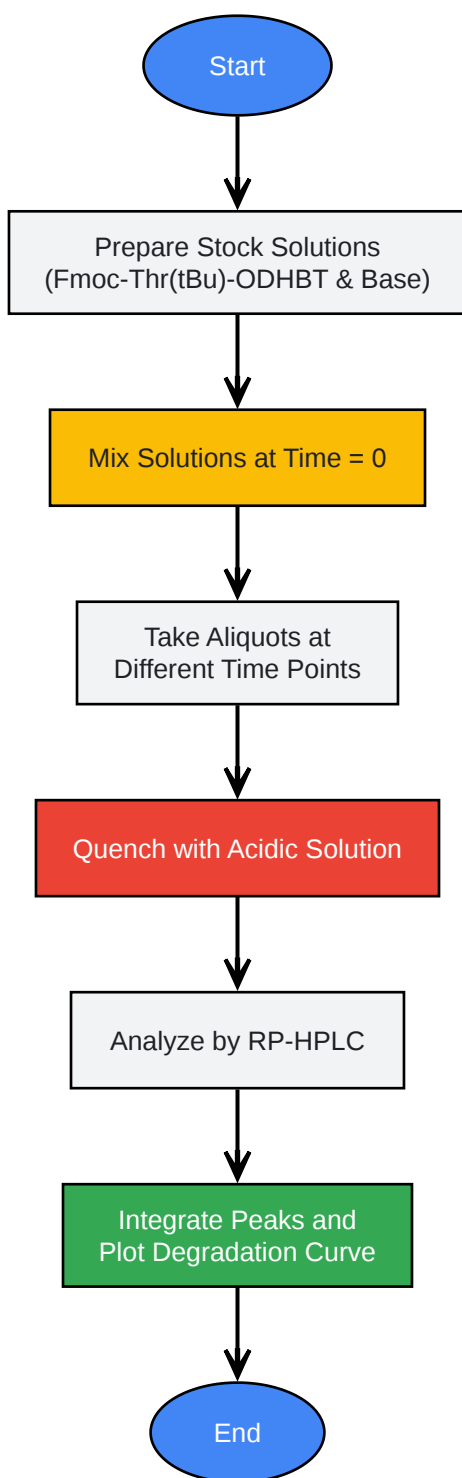 Start
Prepare Stock Solutions
(Fmoc-Thr(tBu)-ODHBT & Base)
Mix Solutions at Time = 0
Take Aliquots at
Different Time Points
Quench with Acidic Solution
Analyze by RP-HPLC
Integrate Peaks and
Plot Degradation Curve
End